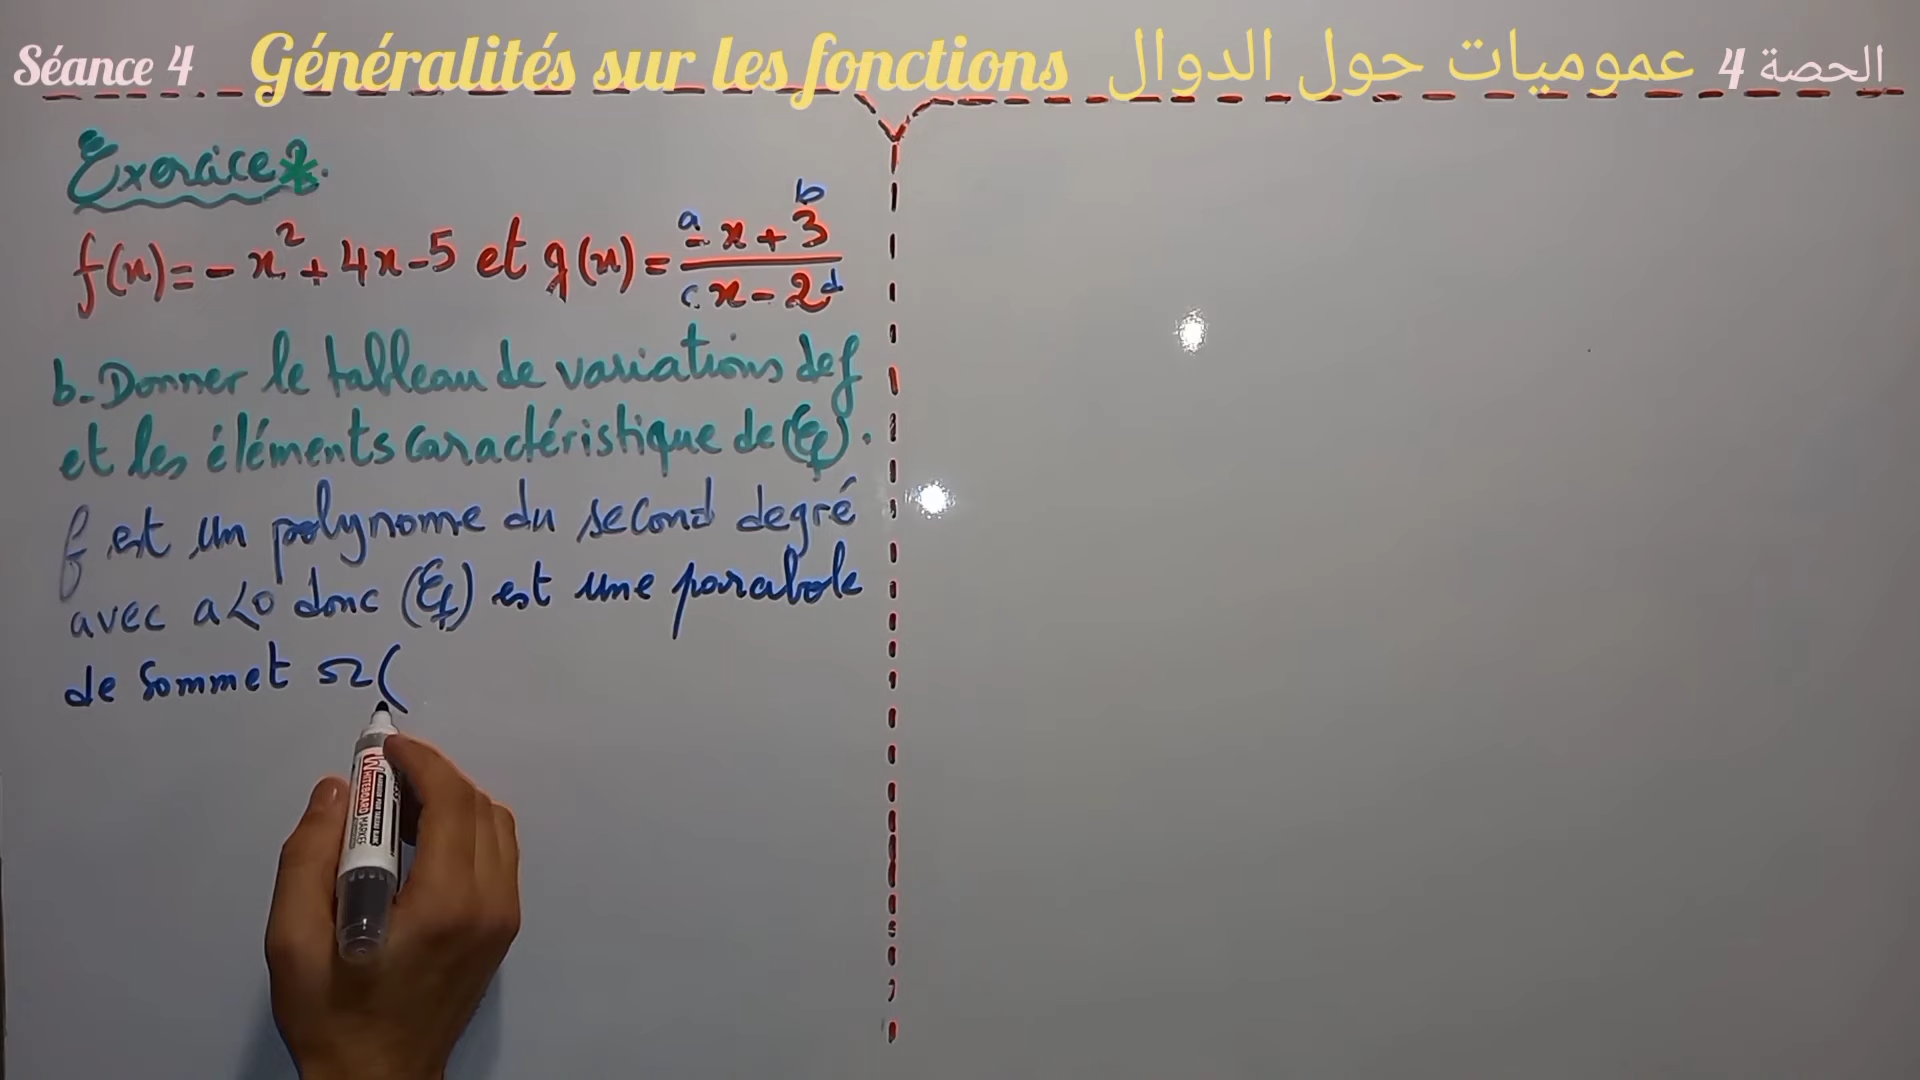 Séance 4 Généralités sur les fonctions عموميات حول الدوال الحصة 4
Exercice
f(x)=-x²+4x-5 et g(x)=-x+3/x-2
a b
c d
b-Donner le tableau de variations de f
et les éléments caractéristique de (Cf).
f est un polynome du second degré
avec a<0 donc (Cf) est une parabole
de sommet Ω(
WHITEBOARD MARKER